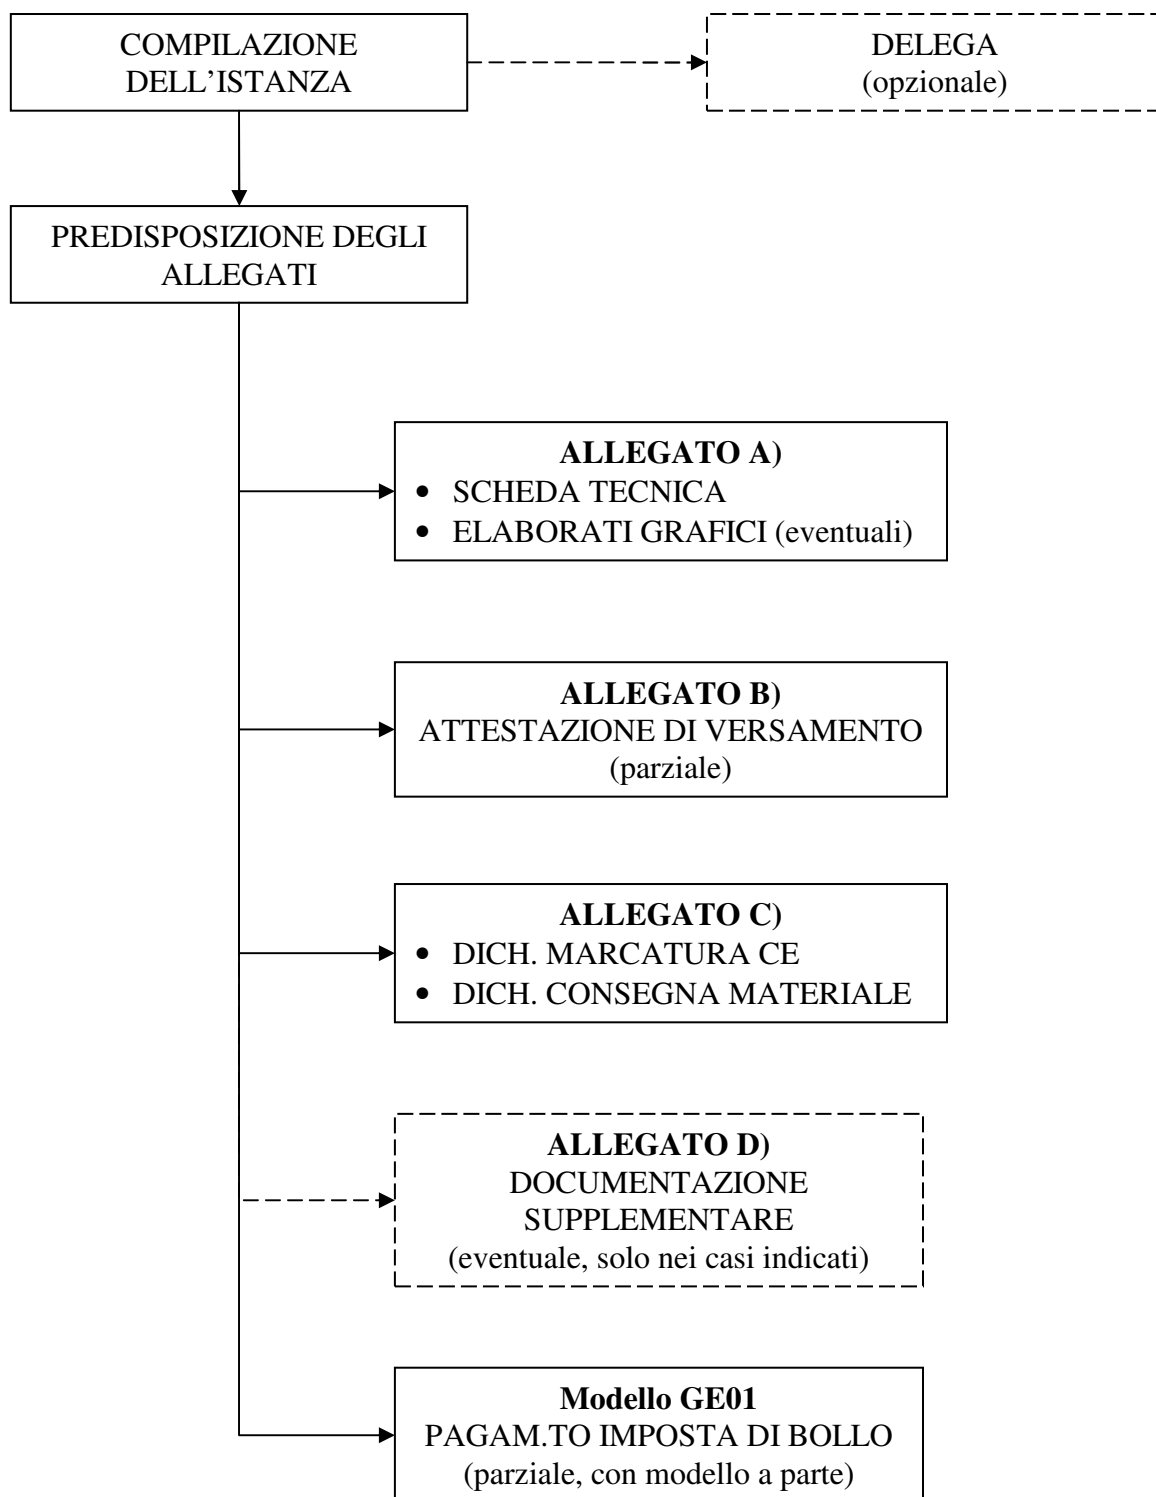 COMPILAZIONE
DELL’ISTANZA
DELEGA
(opzionale)
PREDISPOSIZIONE DEGLI
ALLEGATI
ALLEGATO A)
• SCHEDA TECNICA
• ELABORATI GRAFICI (eventuali)
ALLEGATO B)
ATTESTAZIONE DI VERSAMENTO
(parziale)
ALLEGATO C)
• DICH. MARCATURA CE
• DICH. CONSEGNA MATERIALE
ALLEGATO D)
DOCUMENTAZIONE
SUPPLEMENTARE
(eventuale, solo nei casi indicati)
Modello GE01
PAGAM.TO IMPOSTA DI BOLLO
(parziale, con modello a parte)